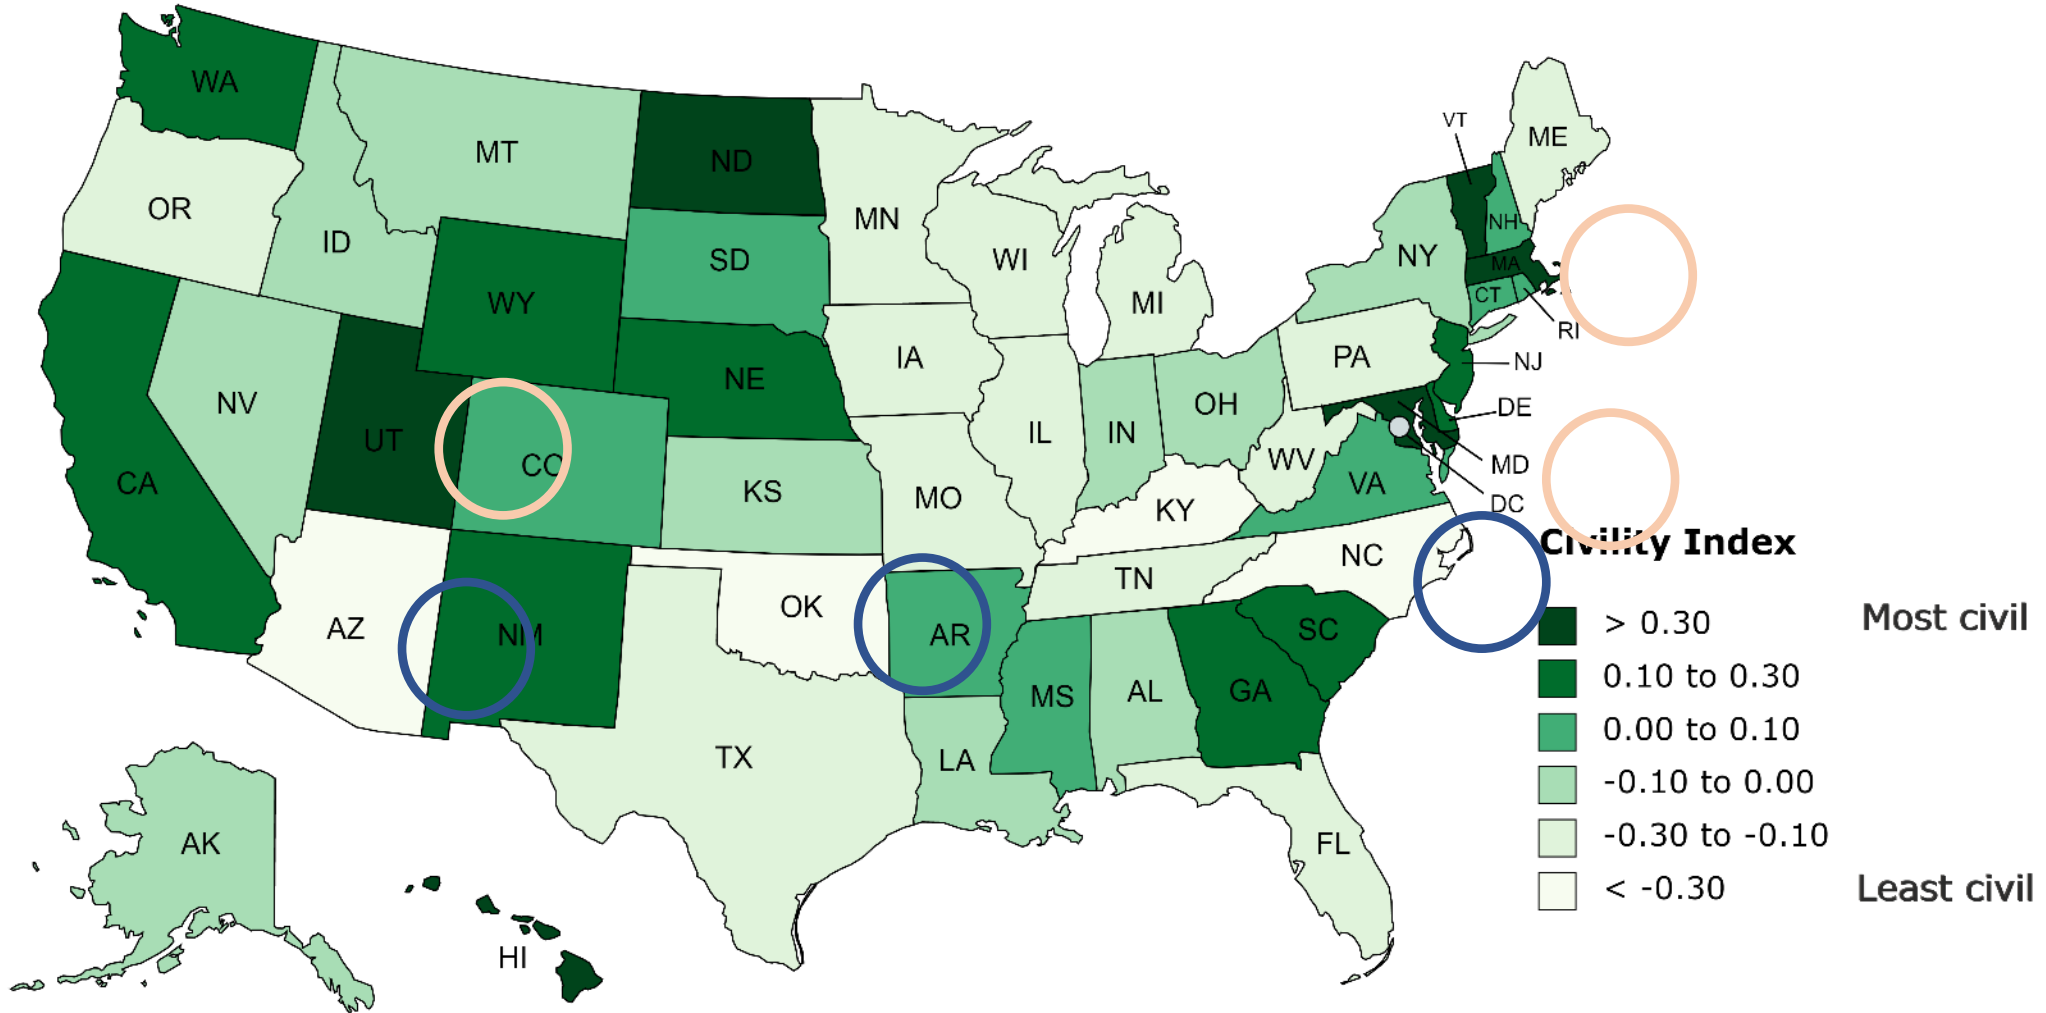 WA
VT
ME
MT
ND
OR
MN
NH
ID
SD
NY
WI
MA
WY
MI
CT
RI
IA
PA
NJ
NE
NV
OH
DE
UT
IL
IN
CO
WV
MD
CA
KS
MO
VA
DC
KY
Civility Index
NC
TN
OK
AZ
NM
AR
SC
> 0.30 Most civil
0.10 to 0.30
MS
AL
GA
0.00 to 0.10
TX
LA
-0.10 to 0.00
-0.30 to -0.10
AK
FL
< -0.30 Least civil
HI